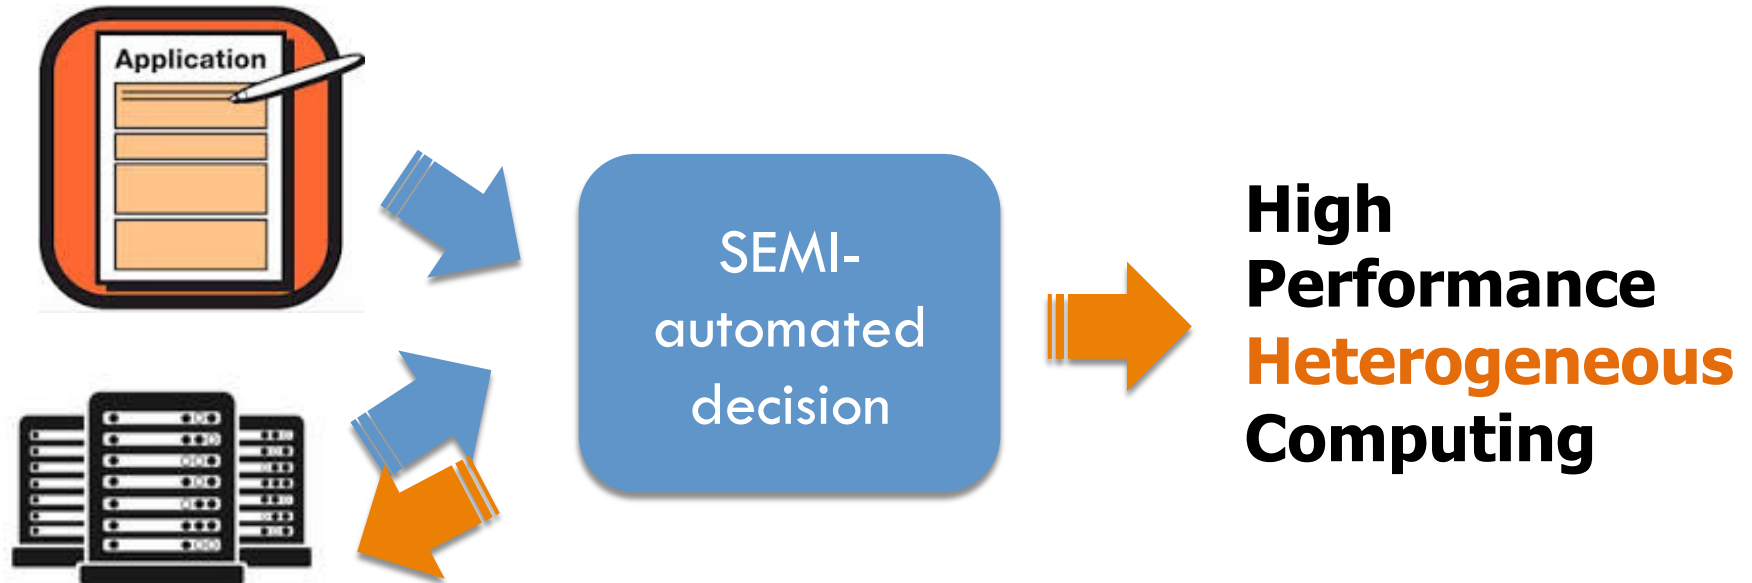 Application
SEMI-
automated
decision
High
Performance
Heterogeneous
Computing